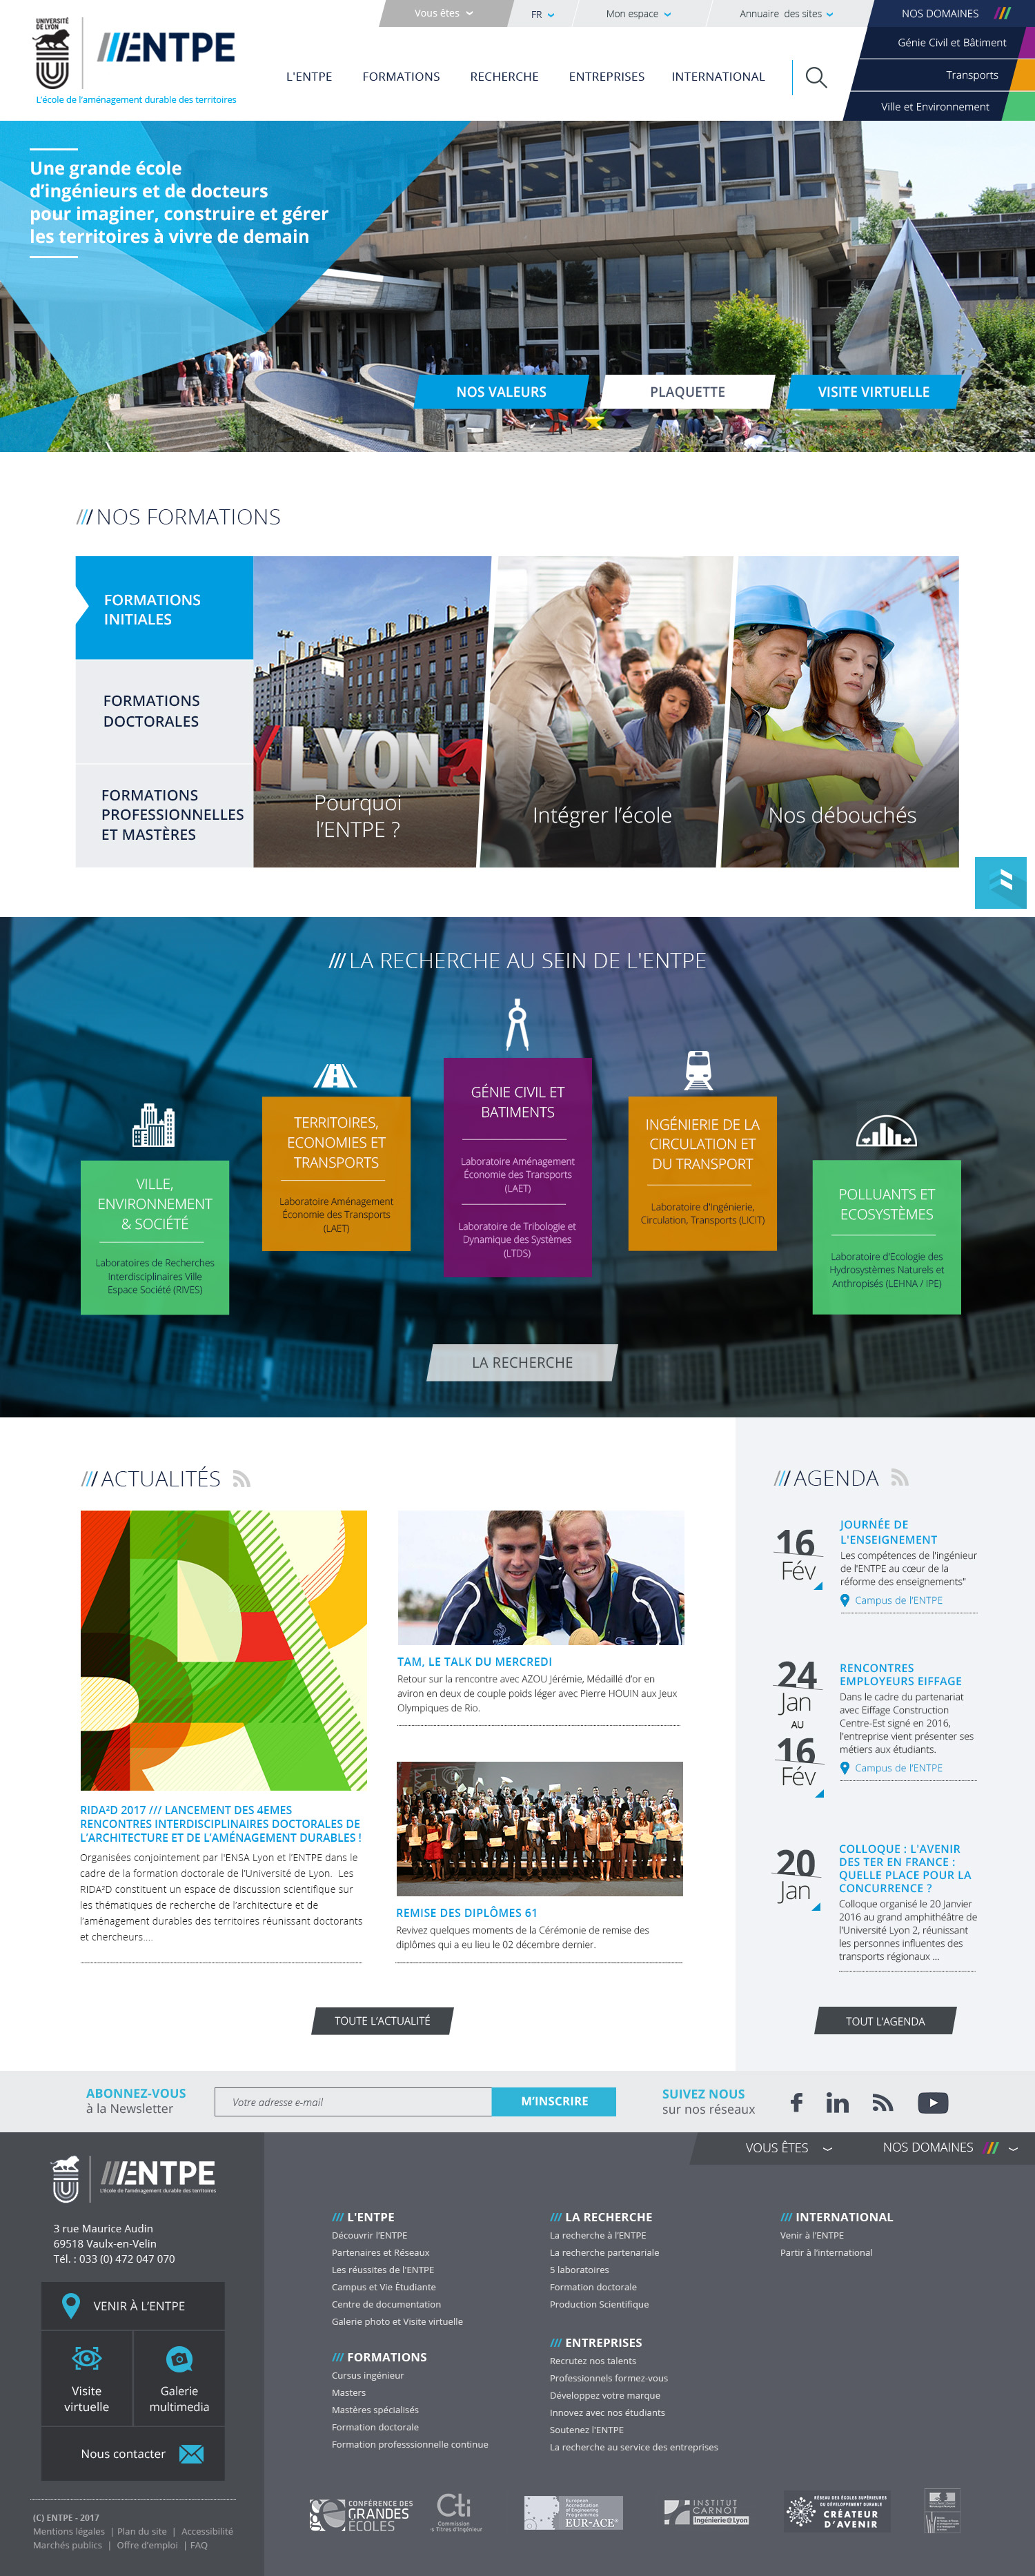 Vous êtes
FR
Mon espace
Annuaire des sites
NOS DOMAINES
Génie Civil et Bâtiment
Transports
Ville et Environnement
UNIVERSITÉ
DE LYON
ENTPE
L'école de l'aménagement durable des territoires
L'ENTPE
FORMATIONS
RECHERCHE
ENTREPRISES
INTERNATIONAL
Une grande école
d'ingénieurs et de docteurs
pour imaginer, construire et gérer
les territoires à vivre de demain
NOS VALEURS
PLAQUETTE
VISITE VIRTUELLE
/// NOS FORMATIONS
FORMATIONS
INITIALES
FORMATIONS
DOCTORALES
FORMATIONS
PROFESSIONNELLES
ET MASTÈRES
LYON
Pourquoi
l'ENTPE ?
Intégrer l'école
Nos débouchés
/// LA RECHERCHE AU SEIN DE L'ENTPE
VILLE,
ENVIRONNEMENT
& SOCIÉTÉ
Laboratoires de Recherches
Interdisciplinaires Ville
Espace Société (RIVES)
TERRITOIRES,
ECONOMIES ET
TRANSPORTS
Laboratoire Aménagement
Économie des Transports
(LAET)
GÉNIE CIVIL ET
BATIMENTS
Laboratoire Aménagement
Économie des Transports
(LAET)
Laboratoire de Tribologie et
Dynamique des Systèmes
(LTDS)
INGÉNIERIE DE LA
CIRCULATION ET
DU TRANSPORT
Laboratoire d'Ingénierie,
Circulation, Transports (LICIT)
POLLUANTS ET
ECOSYSTÈMES
Laboratoire d'Ecologie des
Hydrosystèmes Naturels et
Anthropisés (LEHNA / IPE)
LA RECHERCHE
/// ACTUALITÉS
RIDA²D 2017 /// LANCEMENT DES 4EMES
RENCONTRES INTERDISCIPLINAIRES DOCTORALES DE
L'ARCHITECTURE ET DE L'AMÉNAGEMENT DURABLES !
Organisées conjointement par l'ENSA Lyon et l'ENTPE dans le
cadre de la formation doctorale de l'Université de Lyon. Les
RIDA²D constituent un espace de discussion scientifique sur
les thématiques de recherche de l'architecture et de
l'aménagement durables des territoires réunissant doctorants
et chercheurs....
TAM, LE TALK DU MERCREDI
Retour sur la rencontre avec AZOU Jérémie, Médaillé d'or en
aviron en deux de couple poids léger avec Pierre HOUIN aux Jeux
Olympiques de Rio.
REMISE DES DIPLÔMES 61
Revivez quelques moments de la Cérémonie de remise des
diplômes qui a eu lieu le 02 décembre dernier.
TOUTE L'ACTUALITÉ
/// AGENDA
16
Fév
JOURNÉE DE
L'ENSEIGNEMENT
Les compétences de l'ingénieur
de l'ENTPE au cœur de la
réforme des enseignements"
Campus de l'ENTPE
24
Jan
AU
16
Fév
RENCONTRES
EMPLOYEURS EIFFAGE
Dans le cadre du partenariat
avec Eiffage Construction
Centre-Est signé en 2016,
l'entreprise vient présenter ses
métiers aux étudiants.
Campus de l'ENTPE
20
Jan
COLLOQUE : L'AVENIR
DES TER EN FRANCE :
QUELLE PLACE POUR LA
CONCURRENCE ?
Colloque organisé le 20 Janvier
2016 au grand amphithéâtre de
l'Université Lyon 2, réunissant
les personnes influentes des
transports régionaux ...
TOUT L'AGENDA
ABONNEZ-VOUS
à la Newsletter
Votre adresse e-mail
M'INSCRIRE
SUIVEZ NOUS
sur nos réseaux
VOUS ÊTES
NOS DOMAINES
ENTPE
L'école de l'aménagement durable des territoires
3 rue Maurice Audin
69518 Vaulx-en-Velin
Tél. : 033 (0) 472 047 070
VENIR À L'ENTPE
Visite
virtuelle
Galerie
multimedia
Nous contacter
(C) ENTPE - 2017
Mentions légales | Plan du site | Accessibilité
Marchés publics | Offre d'emploi | FAQ
/// L'ENTPE
Découvrir l'ENTPE
Partenaires et Réseaux
Les réussites de l'ENTPE
Campus et Vie Étudiante
Centre de documentation
Galerie photo et Visite virtuelle
/// FORMATIONS
Cursus ingénieur
Masters
Mastères spécialisés
Formation doctorale
Formation professsionnelle continue
/// LA RECHERCHE
La recherche à l'ENTPE
La recherche partenariale
5 laboratoires
Formation doctorale
Production Scientifique
/// ENTREPRISES
Recrutez nos talents
Professionnels formez-vous
Développez votre marque
Innovez avec nos étudiants
Soutenez l'ENTPE
La recherche au service des entreprises
/// INTERNATIONAL
Venir à l'ENTPE
Partir à l'international
CONFÉRENCE DES
GRANDES
ÉCOLES
Cti
Commission
s Titres d'Ingénieur
European
Accreditation
of Engineering
Programmes
EUR-ACE®
INSTITUT
CARNOT
Ingénierie@Lyon
RÉSEAU DES ÉCOLES SUPÉRIEURES
DU DÉVELOPPEMENT DURABLE
CRÉATEUR
D'AVENIR